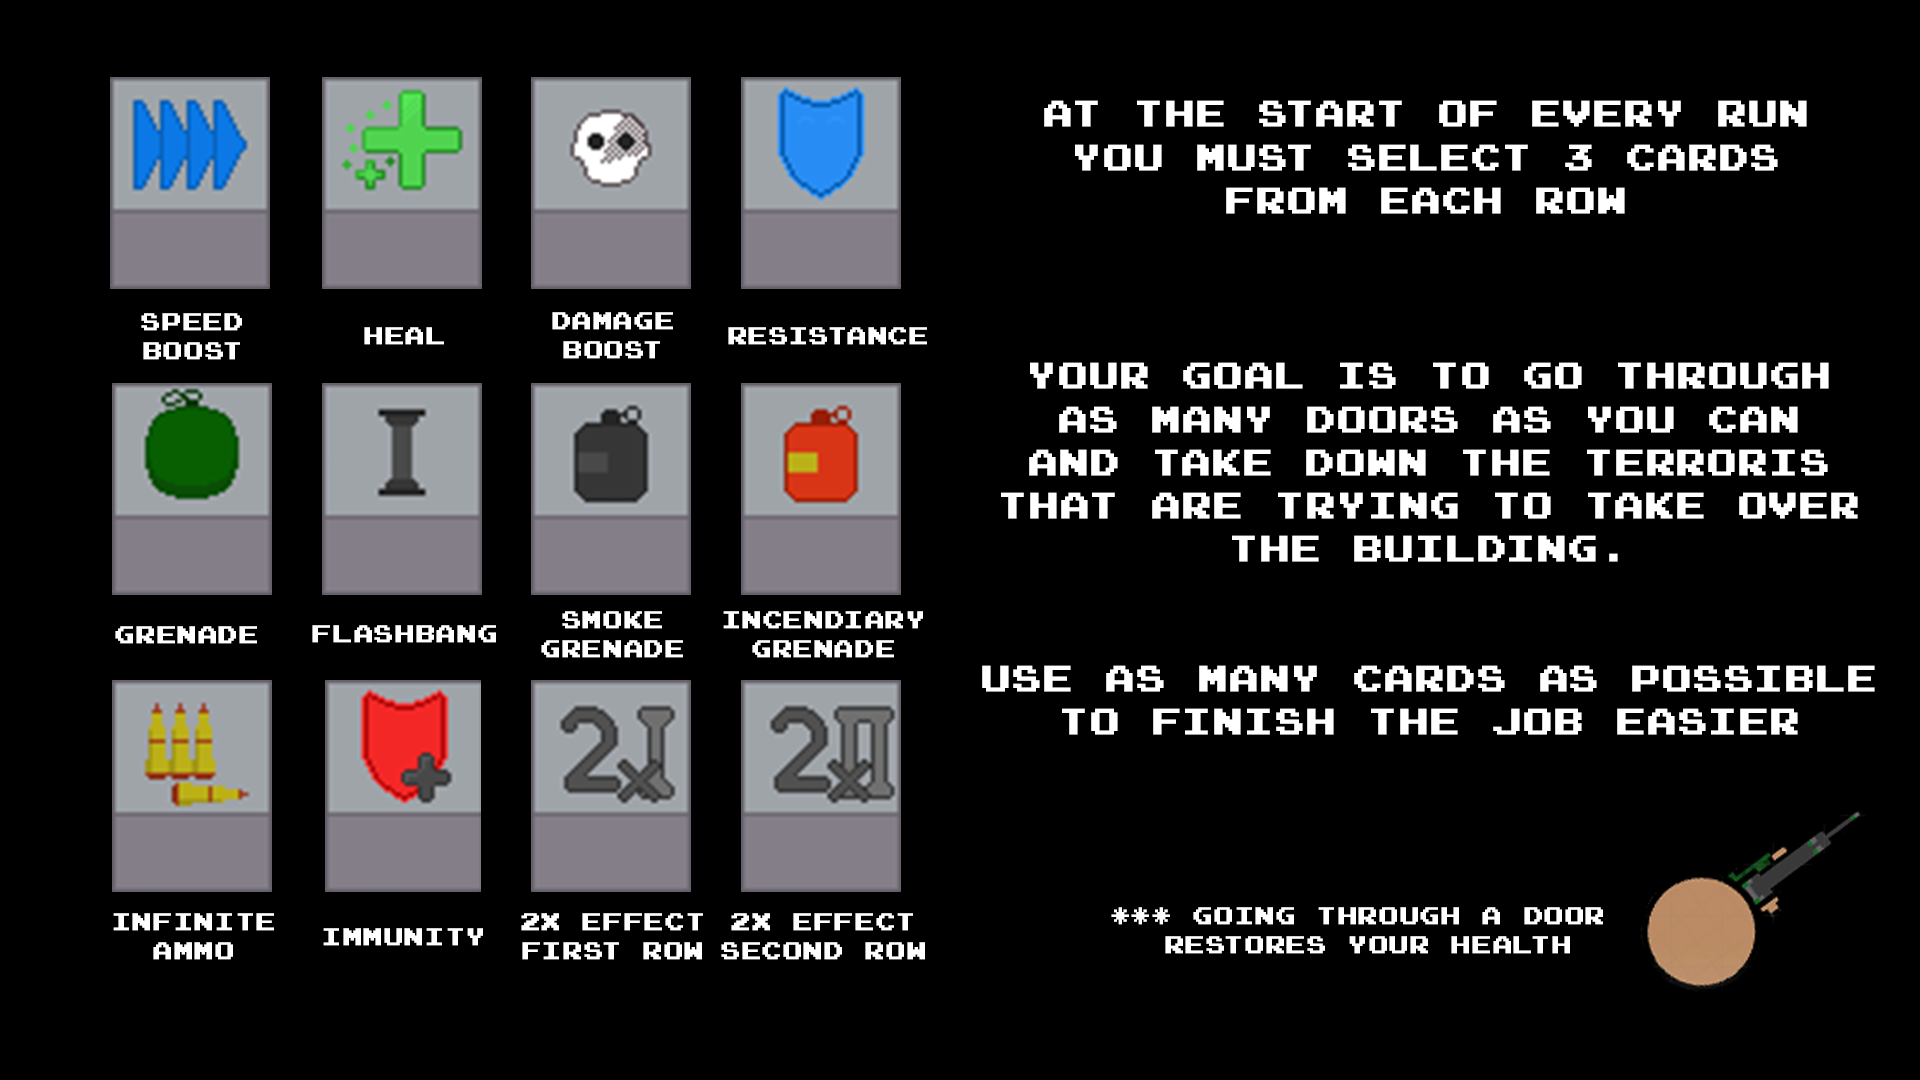 SPEED
BOOST
HEAL
DAMAGE
BOOST
RESISTANCE
GRENADE
FLASHBANG
SMOKE
GRENADE
INCENDIARY
GRENADE
2X
2X
INFINITE
AMMO
IMMUNITY
2X EFFECT
FIRST ROW
2X EFFECT
SECOND ROW
AT THE START OF EVERY RUN
YOU MUST SELECT 3 CARDS
FROM EACH ROW
YOUR GOAL IS TO GO THROUGH
AS MANY DOORS AS YOU CAN
AND TAKE DOWN THE TERRORIS
THAT ARE TRYING TO TAKE OVER
THE BUILDING.
USE AS MANY CARDS AS POSSIBLE
TO FINISH THE JOB EASIER
*** GOING THROUGH A DOOR
RESTORES YOUR HEALTH